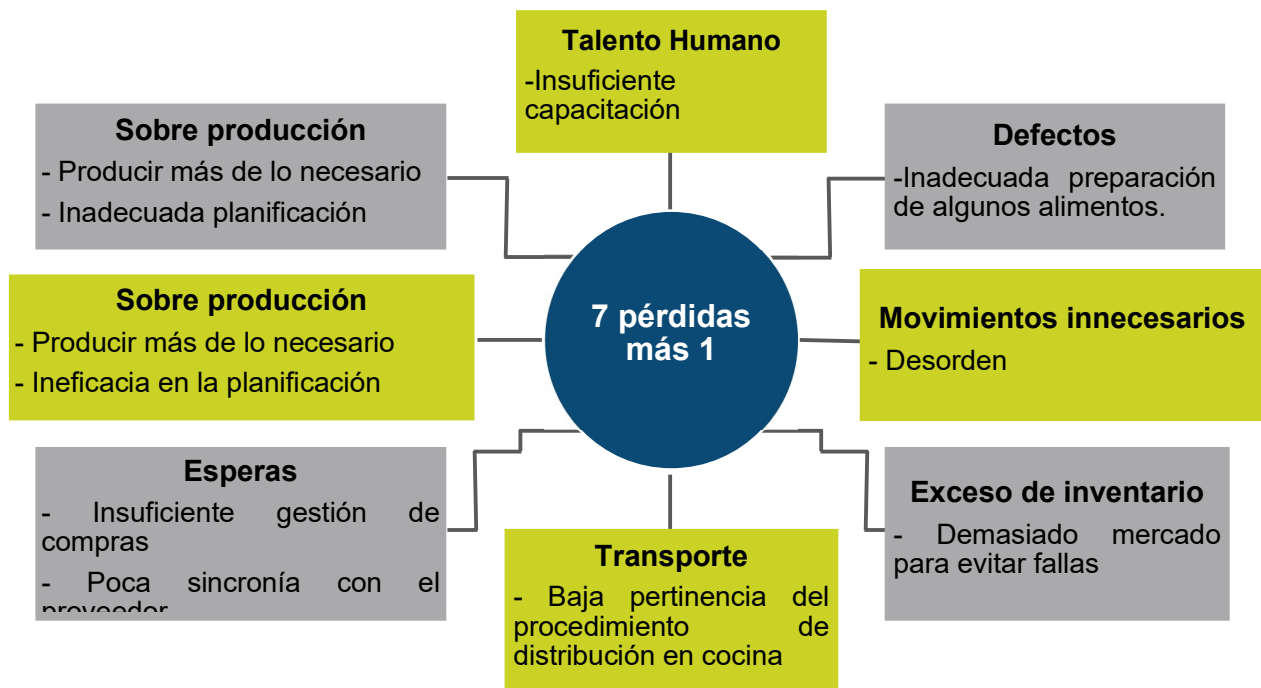 Talento Humano
-Insuficiente
capacitación
Sobre producción
- Producir más de lo necesario
- Inadecuada planificación
Defectos
-Inadecuada preparación
de algunos alimentos.
Sobre producción
- Producir más de lo necesario
- Ineficacia en la planificación
7 pérdidas
más 1
Movimientos innecesarios
- Desorden
Esperas
- Insuficiente gestión de
compras
- Poca sincronía con el
proveedor
Transporte
- Baja pertinencia del
procedimiento de
distribución en cocina
Exceso de inventario
- Demasiado mercado
para evitar fallas